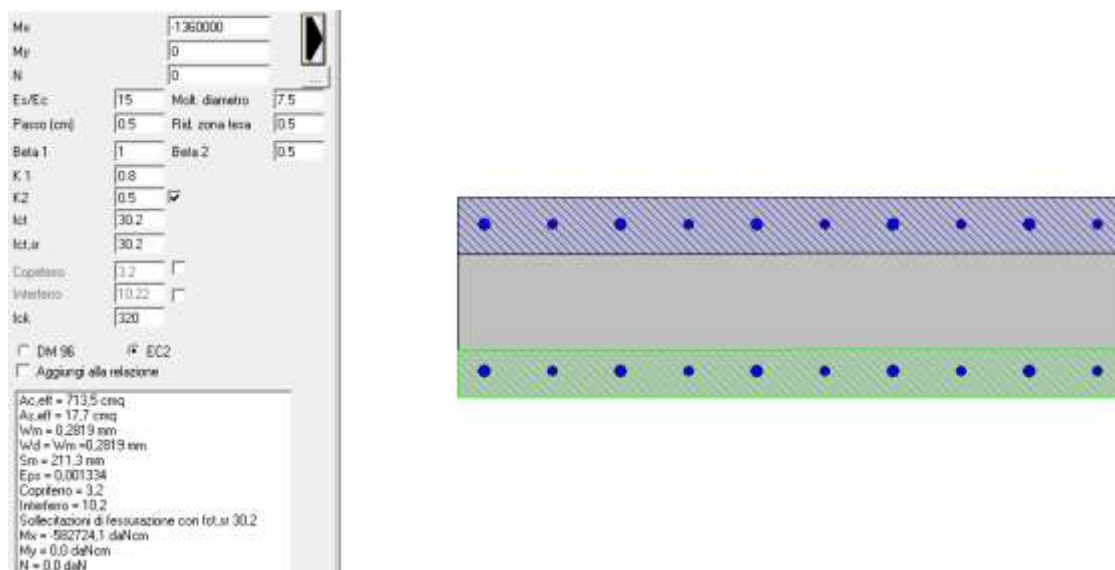 Mx -1360000
My 0
N 0
...
Es/Ec 15 Molt. diametro 7.5
Passo (cm) 0.5 Rid. zona tesa 0.5
Beta 1 1 Beta 2 0.5
K1 0.8
K2 0.5
fct 30.2
fct,sr 30.2
Copriferro 3.2
Interferro 10.22
fck 320
DM 96 EC2
Aggiungi alla relazione
Ac,eff = 713,5 cmq
As,eff = 17,7 cmq
Wm = 0,2819 mm
Wd = Wm =0,2819 mm
Sm = 211,3 mm
Eps = 0,001334
Copriferro = 3,2
Interferro = 10,2
Sollecitazioni di fessurazione con fct,sr 30,2
Mx = -582724,1 daNcm
My = 0,0 daNcm
N = 0,0 daN